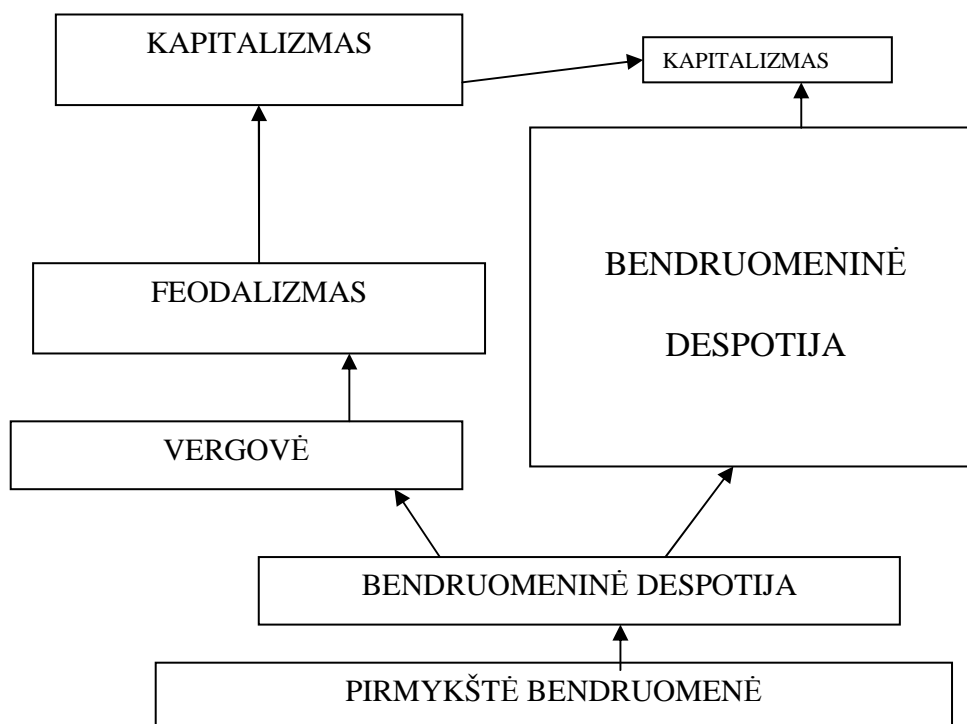 KAPITALIZMAS
KAPITALIZMAS
BENDRUOMENINĖ
DESPOTIJA
FEODALIZMAS
VERGOVĖ
BENDRUOMENINĖ DESPOTIJA
PIRMYKŠTĖ BENDRUOMENĖ